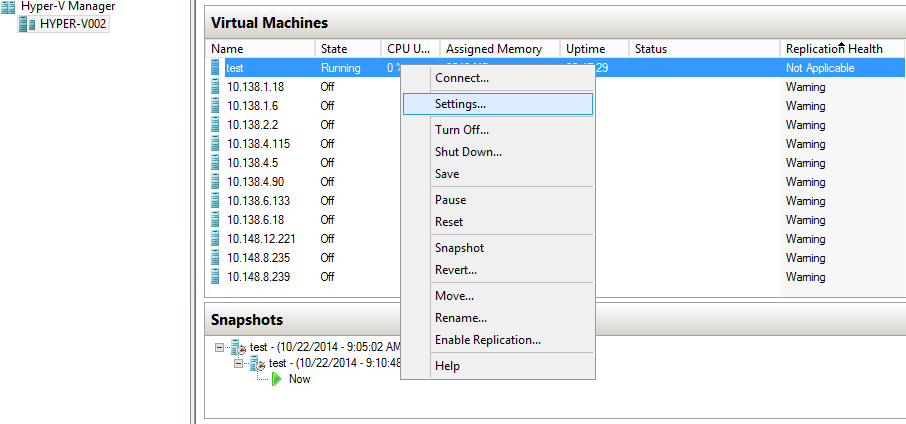 Hyper-V Manager
HYPER-V002
Virtual Machines
Name State CPU U... Assigned Memory Uptime Status Replication Health
test Running 0 % Not Applicable
10.138.1.18 Off Warning
10.138.1.6 Off Warning
10.138.2.2 Off Warning
10.138.4.115 Off Warning
10.138.4.5 Off Warning
10.138.4.90 Off Warning
10.138.6.133 Off Warning
10.138.6.18 Off Warning
10.148.12.221 Off Warning
10.148.8.235 Off Warning
10.148.8.239 Off Warning
Connect...
Settings...
Turn Off...
Shut Down...
Save
Pause
Reset
Snapshot
Revert...
Move...
Rename...
Enable Replication...
Help
Snapshots
test - (10/22/2014 - 9:05:02 AM
test - (10/22/2014 - 9:10:48
Now